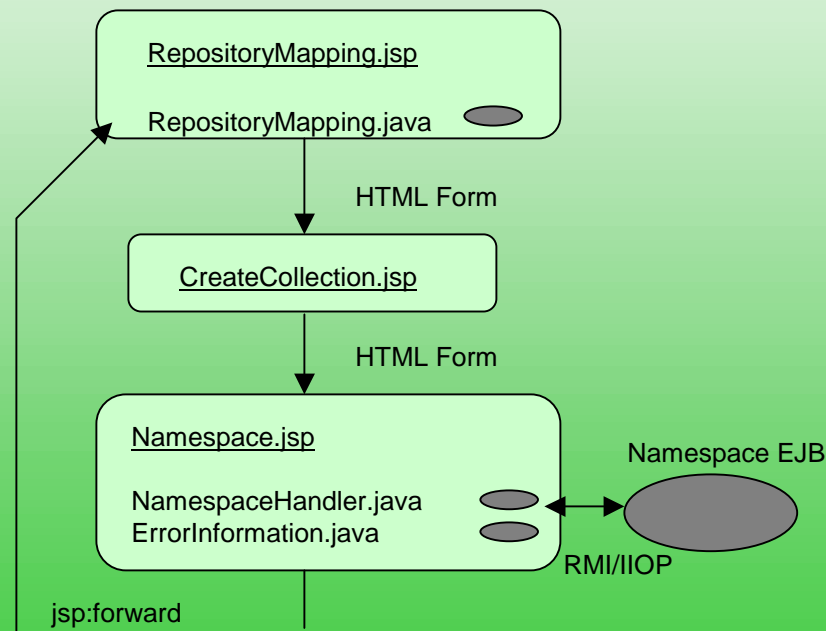 RepositoryMapping.jsp
RepositoryMapping.java
HTML Form
CreateCollection.jsp
HTML Form
Namespace.jsp
Namespace EJB
NamespaceHandler.java
ErrorInformation.java
RMI/IIOP
jsp:forward